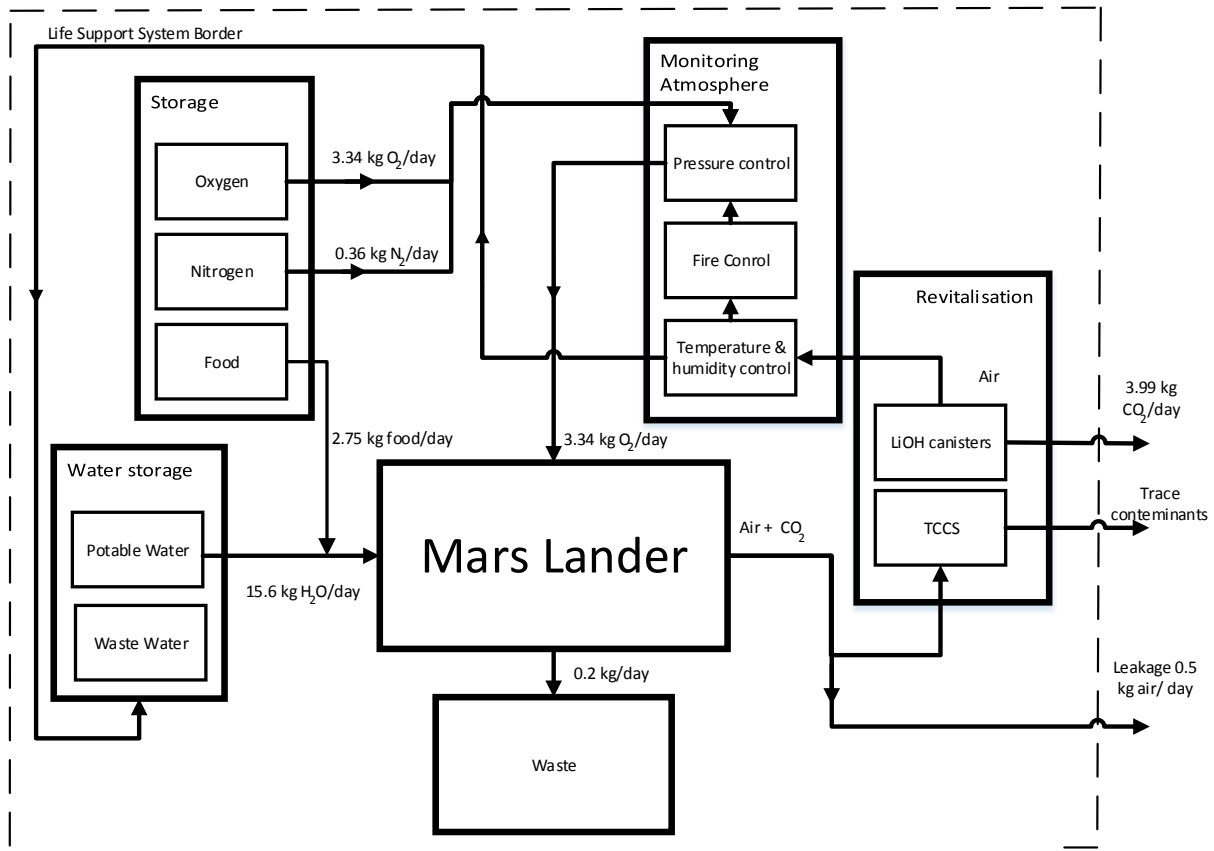 Life Support System Border
Storage
Oxygen
Nitrogen
Food
3.34 kg O2/day
0.36 kg N2/day
2.75 kg food/day
Monitoring
Atmosphere
Pressure control
Fire Conrol
Temperature &
humidity control
Revitalisation
Air
LiOH canisters
TCCS
3.99 kg
CO2/day
Trace
conteminants
Leakage 0.5
kg air/ day
Water storage
Potable Water
Waste Water
15.6 kg H2O/day
3.34 kg O2/day
Mars Lander
Air + CO2
0.2 kg/day
Waste